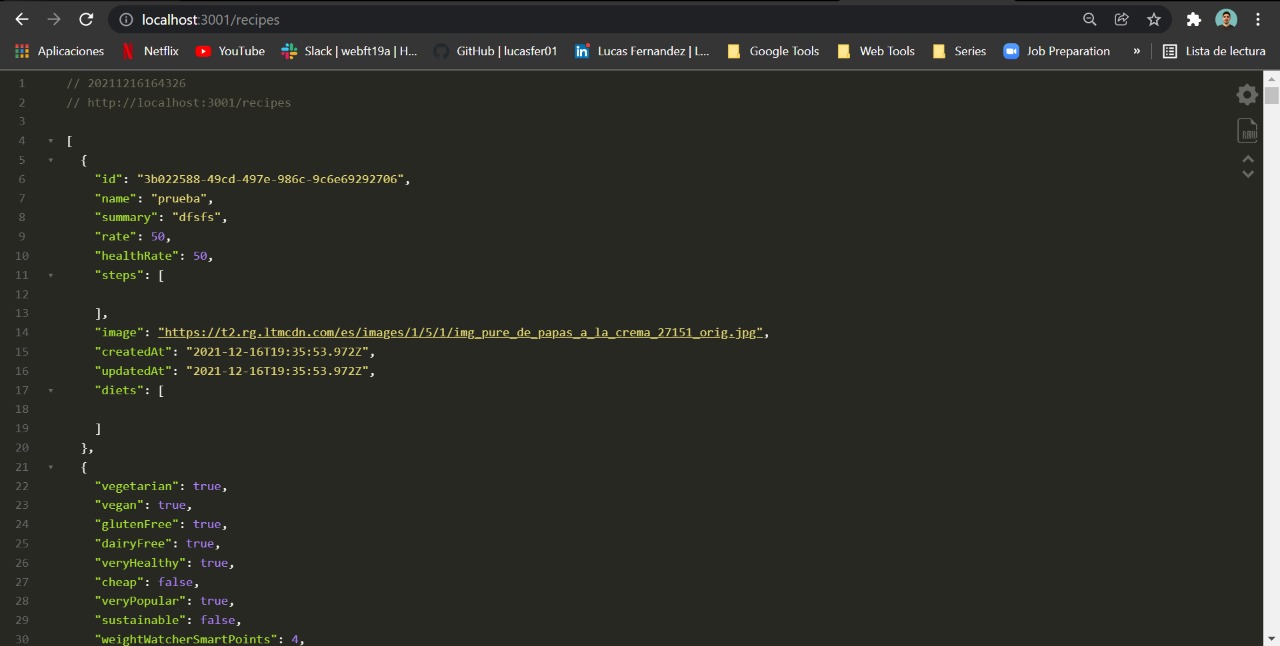 localhost:3001/recipes
Aplicaciones Netflix YouTube Slack | webft19a | H... GitHub | lucasfer01 Lucas Fernandez | L... Google Tools Web Tools Series Job Preparation » Lista de lectura
1 // 20211216164326
2 // http://localhost:3001/recipes
3
4 [
5 {
6 "id": "3b022588-49cd-497e-986c-9c6e69292706",
7 "name": "prueba",
8 "summary": "dfsfs",
9 "rate": 50,
10 "healthRate": 50,
11 "steps": [
12
13 ],
14 "image": "https://t2.rg.ltmcdn.com/es/images/1/5/1/img_pure_de_papas_a_la_crema_27151_orig.jpg",
15 "createdAt": "2021-12-16T19:35:53.972Z",
16 "updatedAt": "2021-12-16T19:35:53.972Z",
17 "diets": [
18
19 ]
20 },
21 {
22 "vegetarian": true,
23 "vegan": true,
24 "glutenFree": true,
25 "dairyFree": true,
26 "veryHealthy": true,
27 "cheap": false,
28 "veryPopular": true,
29 "sustainable": false,
30 "weightWatcherSmartPoints": 4,
RAW